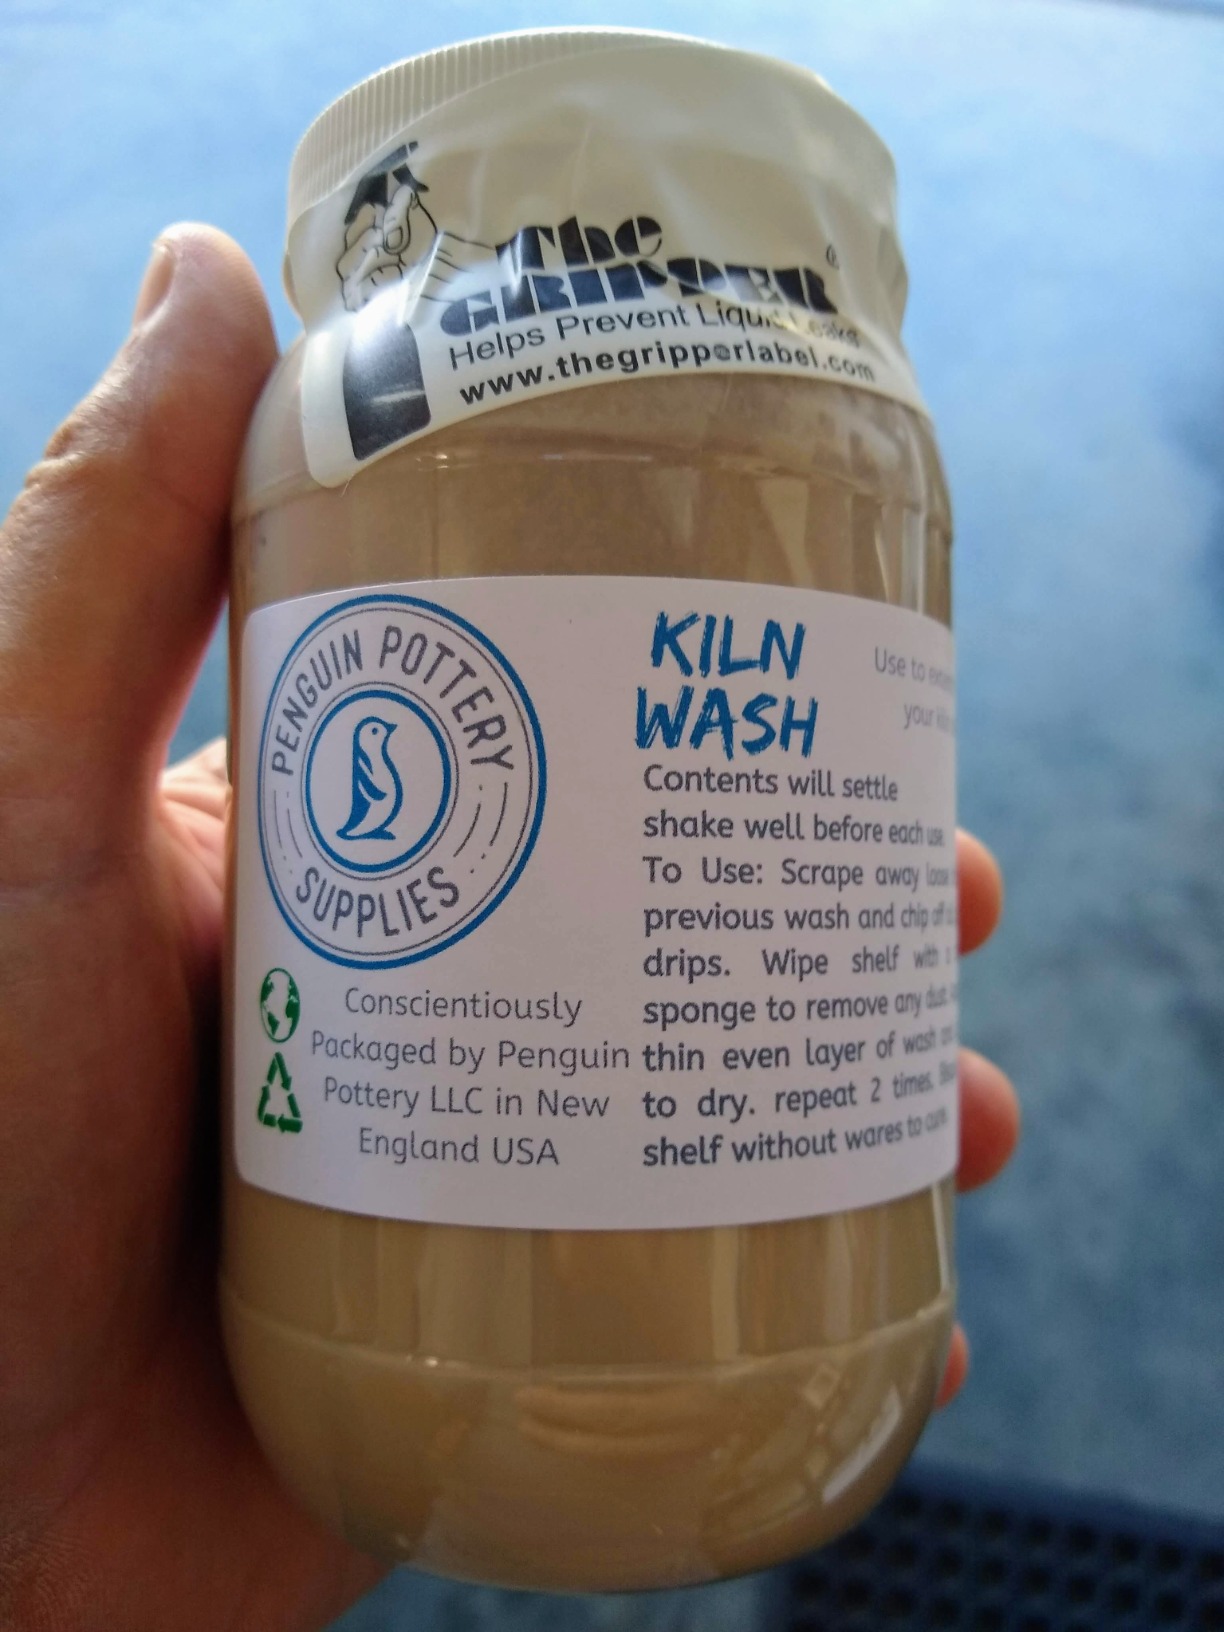 The
GRIPPER®
Helps Prevent Liquid Leaks
www.thegripperlabel.com
PENGUIN POTTERY
SUPPLIES
KILN
WASH
Use to
your
Contents will settle
shake well before each use.
To Use: Scrape away loose
previous wash and chip off
drips. Wipe shelf with a
sponge to remove any dust.
thin even layer of wash
to dry. repeat 2 times.
shelf without wares to cure
Conscientiously
Packaged by Penguin
Pottery LLC in New
England USA